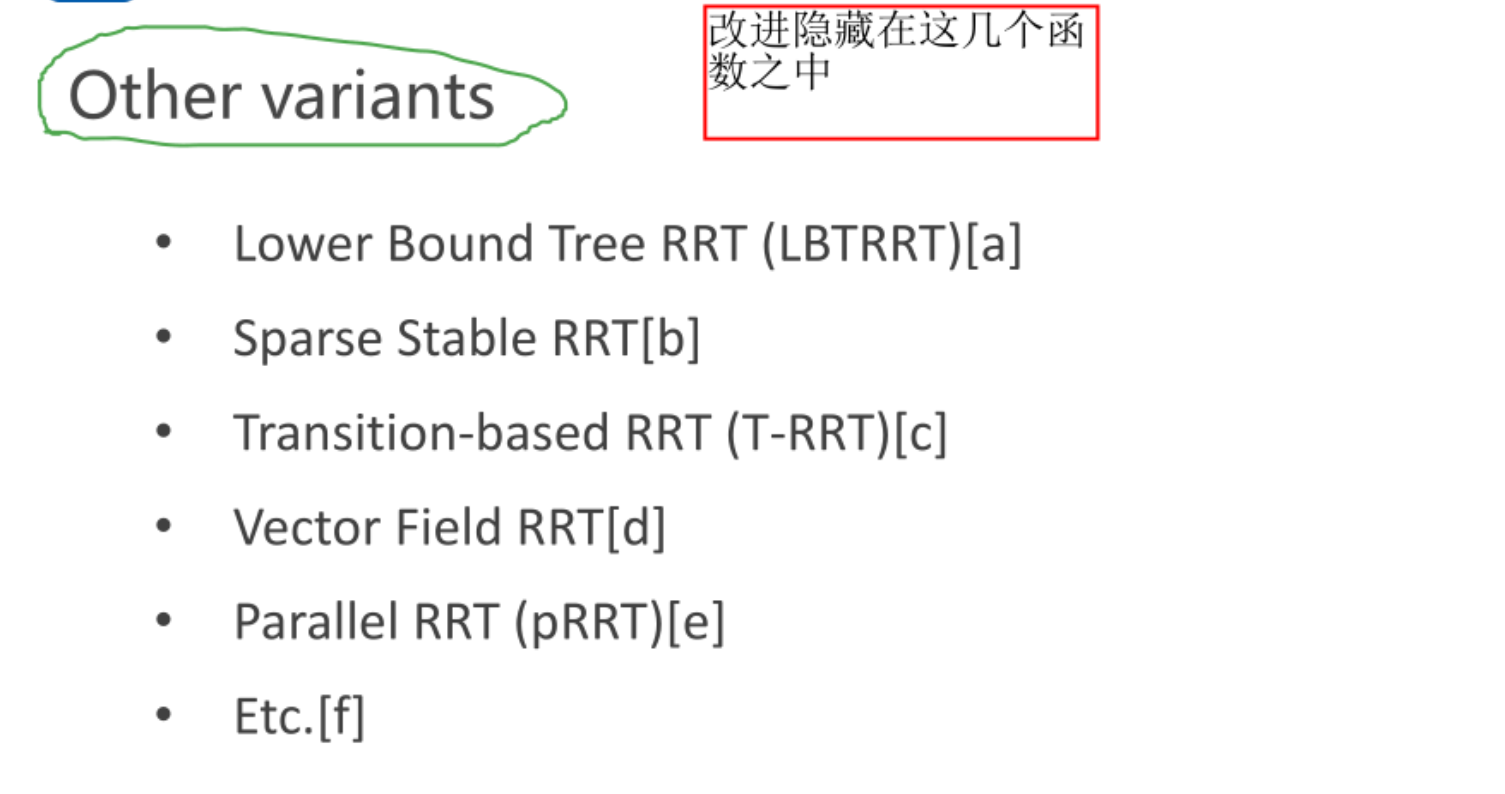 改进隐藏在这几个函
数之中
Other variants
• Lower Bound Tree RRT (LBTRRT)[a]
• Sparse Stable RRT[b]
• Transition-based RRT (T-RRT)[c]
• Vector Field RRT[d]
• Parallel RRT (pRRT)[e]
• Etc.[f]